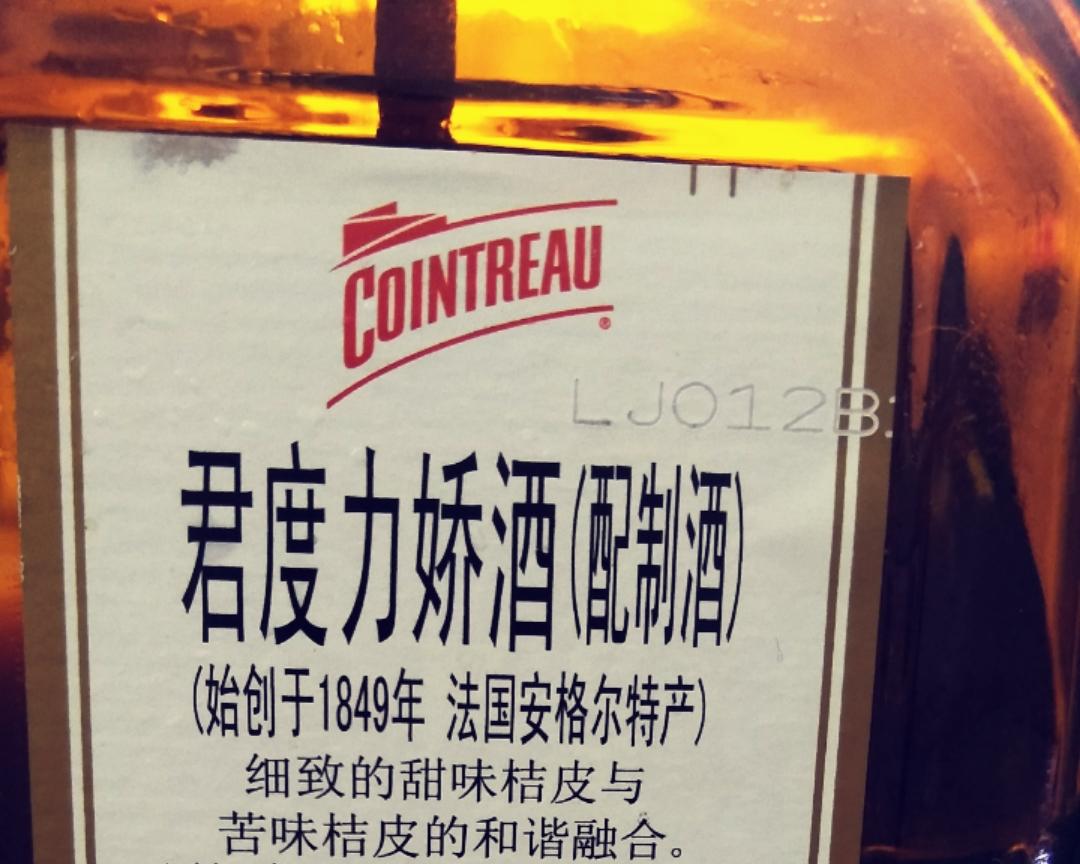 COINTREAU
®
LJ012B
君度力娇酒(配制酒)
(始创于1849年 法国安格尔特产)
细致的甜味桔皮与
苦味桔皮的和谐融合。